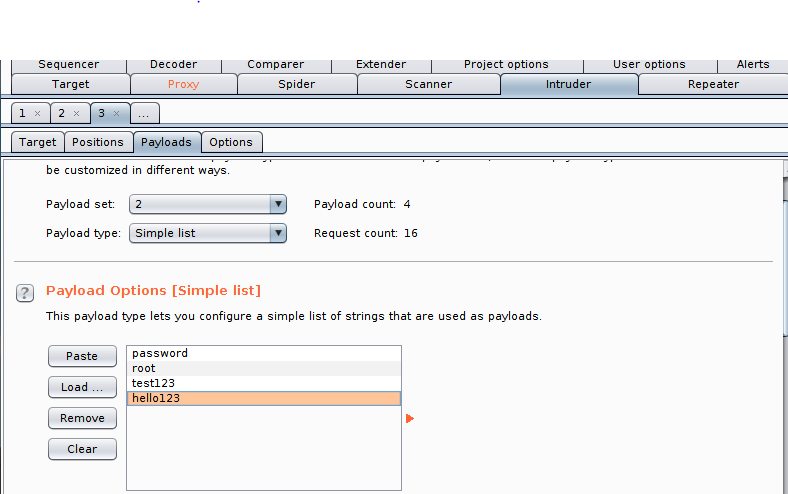 Sequencer Decoder Comparer Extender Project options User options Alerts
Target Proxy Spider Scanner Intruder Repeater
1 × 2 × 3 × ...
Target Positions Payloads Options
be customized in different ways.
Payload set: 2 Payload count: 4
Payload type: Simple list Request count: 16
? Payload Options [Simple list]
This payload type lets you configure a simple list of strings that are used as payloads.
Paste password
root
test123
Load ... hello123
Remove
Clear